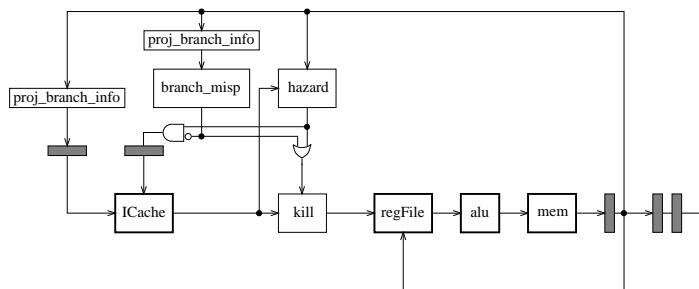 proj_branch_info
branch_misp
hazard
proj_branch_info
ICache
kill
regFile
alu
mem